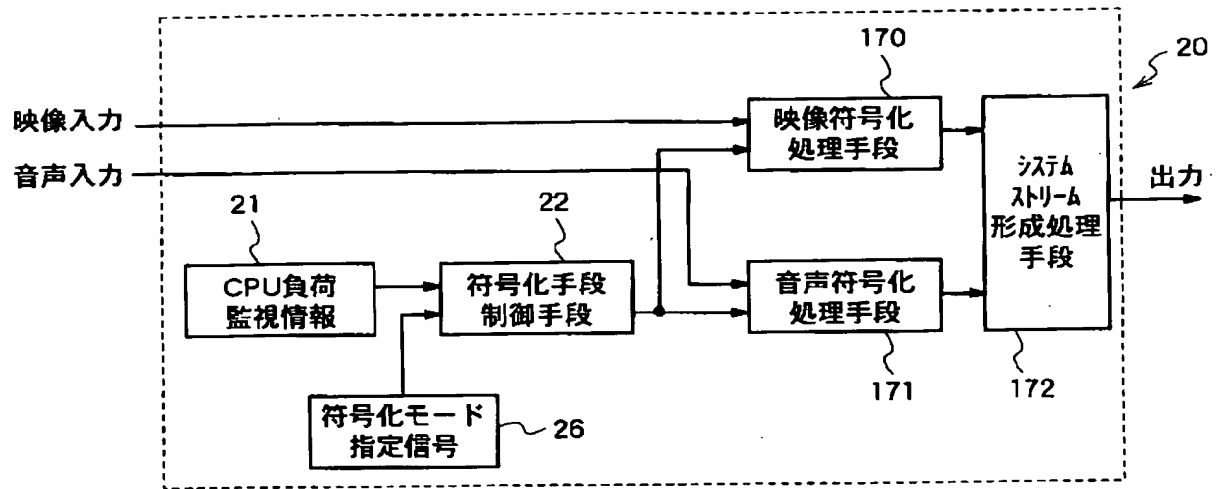 170
20
映像入力
映像符号化
処理手段
音声入力
システム
ストリーム
形成処理
手段
出力
21
22
CPU負荷
監視情報
符号化手段
制御手段
音声符号化
処理手段
171
172
符号化モード
指定信号
26